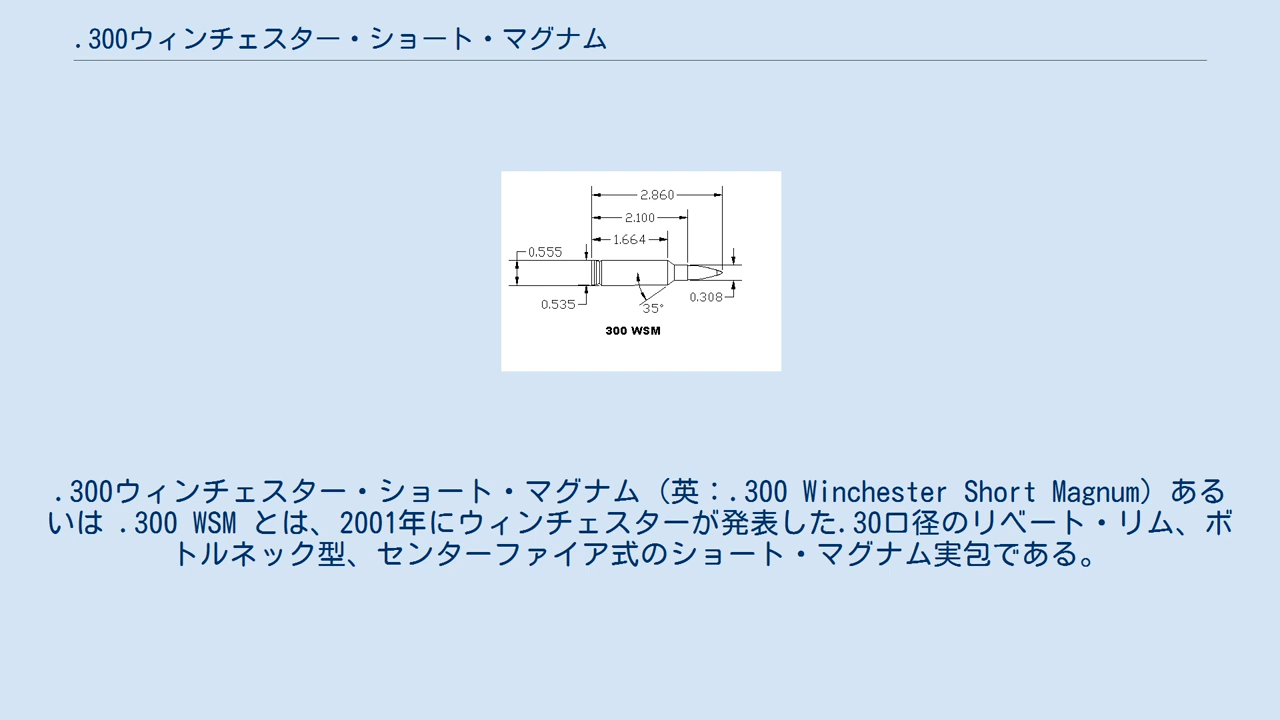 .300ウィンチェスター・ショート・マグナム
2.860
2.100
1.664
0.555
0.535
0.308
35°
300 WSM
.300ウィンチェスター・ショート・マグナム（英：.300 Winchester Short Magnum）ある
いは .300 WSM とは、2001年にウィンチェスターが発表した.30口径のリベート・リム、ボ
トルネック型、センターファイア式のショート・マグナム実包である。